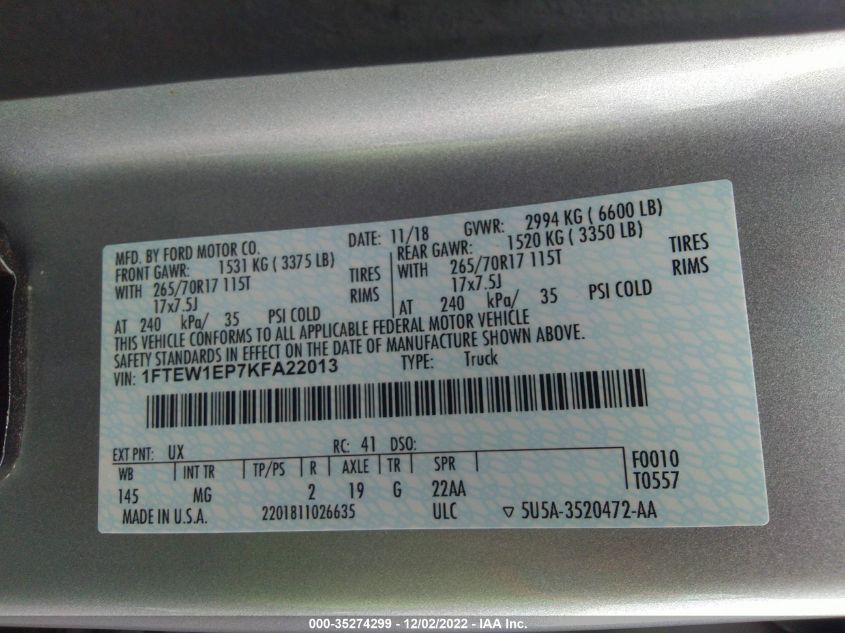 MFD. BY FORD MOTOR CO. DATE: 11/18 GVWR: 2994 KG ( 6600 LB)
FRONT GAWR: 1531 KG ( 3375 LB) REAR GAWR: 1520 KG ( 3350 LB)
WITH 265/70R17 115T TIRES WITH 265/70R17 115T TIRES
17x7.5J RIMS 17x7.5J RIMS
AT 240 kPa/ 35 PSI COLD AT 240 kPa/ 35 PSI COLD
THIS VEHICLE CONFORMS TO ALL APPLICABLE FEDERAL MOTOR VEHICLE
SAFETY STANDARDS IN EFFECT ON THE DATE OF MANUFACTURE SHOWN ABOVE.
VIN: 1FTEW1EP7KFA22013 TYPE: Truck
EXT PNT: UX RC: 41 DSO:
WB INT TR TP/PS R AXLE TR SPR F0010
145 MG 2 19 G 22AA T0557
MADE IN U.S.A. 2201811026635 ULC ▽ 5U5A-3520472-AA
000-35274299 - 12/02/2022 - IAA Inc.